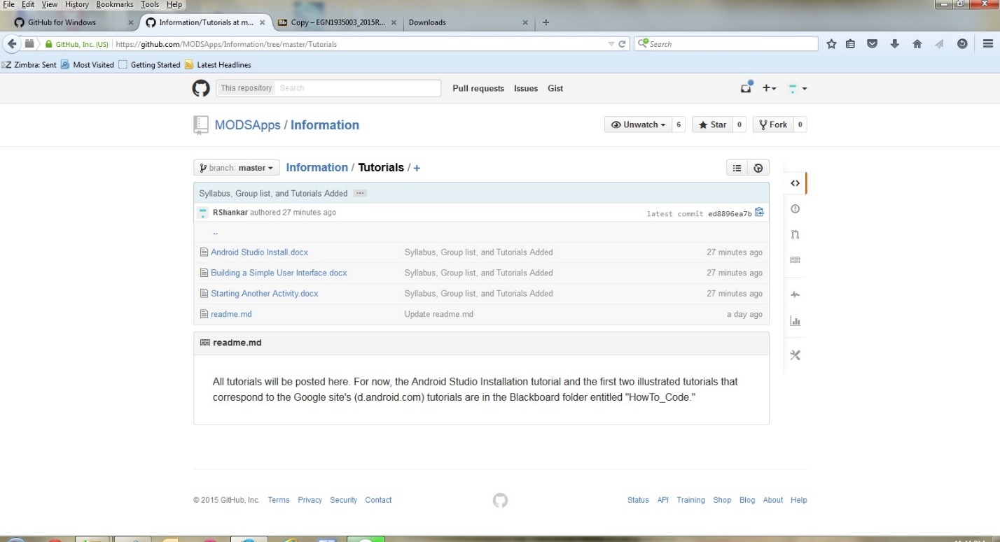 File Edit View History Bookmarks Tools Help
GitHub for Windows × Information/Tutorials at m... × Bb Copy – EGN1935003_2015R... × Downloads × +
GitHub, Inc. (US) https://github.com/MODSApps/Information/tree/master/Tutorials Search
Zimbra: Sent Most Visited Getting Started Latest Headlines
This repository Search Pull requests Issues Gist
MODSApps / Information Unwatch 6 Star 0 Fork 0
branch: master Information / Tutorials / +
Syllabus, Group list, and Tutorials Added ...
RShankar authored 27 minutes ago latest commit ed8896ea7b
..
Android Studio Install.docx Syllabus, Group list, and Tutorials Added 27 minutes ago
Building a Simple User Interface.docx Syllabus, Group list, and Tutorials Added 27 minutes ago
Starting Another Activity.docx Syllabus, Group list, and Tutorials Added 27 minutes ago
readme.md Update readme.md a day ago
readme.md
All tutorials will be posted here. For now, the Android Studio Installation tutorial and the first two illustrated tutorials that
correspond to the Google site's (d.android.com) tutorials are in the Blackboard folder entitled "HowTo_Code."
© 2015 GitHub, Inc. Terms Privacy Security Contact Status API Training Shop Blog About Help